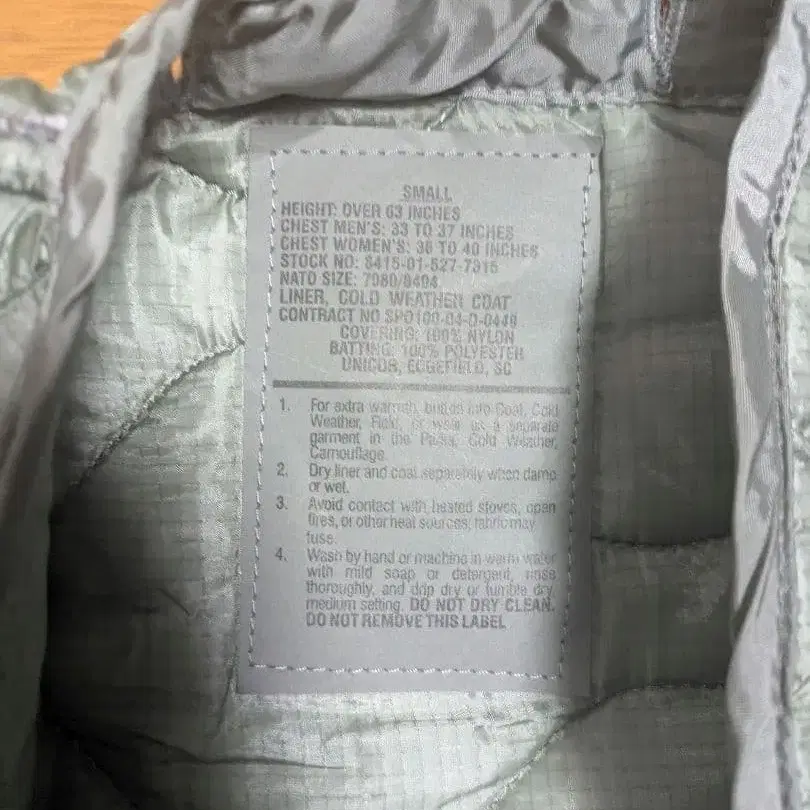 SMALL
HEIGHT: OVER 63 INCHES
CHEST MEN'S: 33 TO 37 INCHES
CHEST WOMEN'S: 36 TO 40 INCHES
STOCK NO: 8415-01-527-7315
NATO SIZE: 7080/9404
LINER, COLD WEATHER COAT
CONTRACT NO SPO100-04-D-0449
COVERING: 100% NYLON
BATTING: 100% POLYESTER
UNICOR, EDGEFIELD, SC
1. For extra warmth, button into Coat, Cold
Weather, Field, or wear as a separate
garment in the Parka, Cold Weather,
Camouflage.
2. Dry liner and coat separately when damp
or wet.
3. Avoid contact with heated stoves, open
fires, or other heat sources; fabric may
fuse.
4. Wash by hand or machine in warm water
with mild soap or detergent, rinse
thoroughly, and drip dry or tumble dry
medium setting. DO NOT DRY CLEAN.
DO NOT REMOVE THIS LABEL